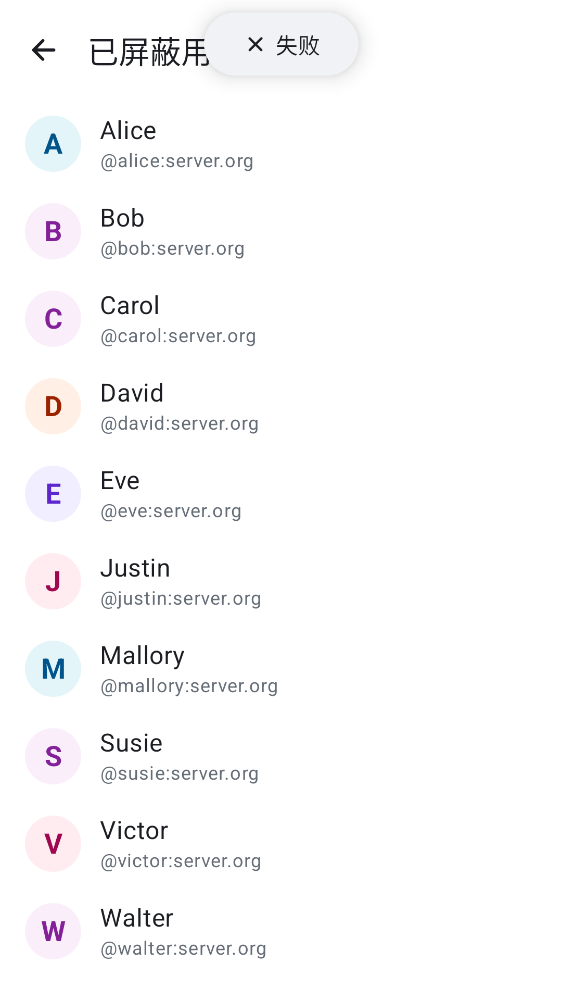 已屏蔽用
失败
A
Alice
@alice:server.org
B
Bob
@bob:server.org
C
Carol
@carol:server.org
D
David
@david:server.org
E
Eve
@eve:server.org
J
Justin
@justin:server.org
M
Mallory
@mallory:server.org
S
Susie
@susie:server.org
V
Victor
@victor:server.org
W
Walter
@walter:server.org